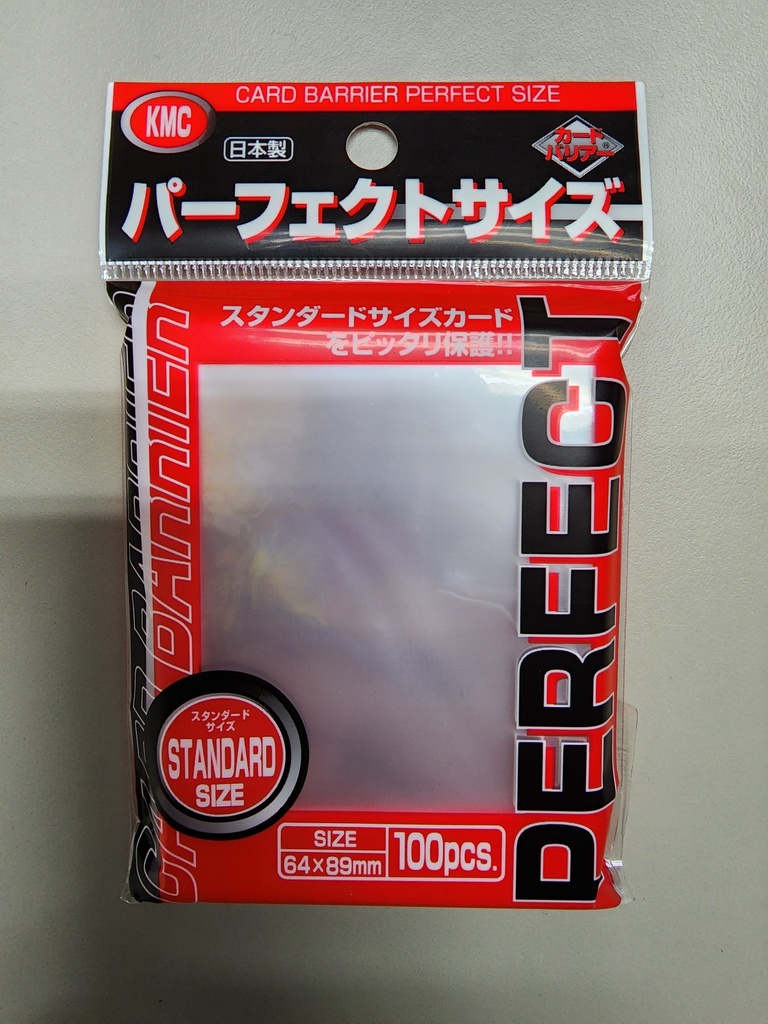 CARD BARRIER PERFECT SIZE
KMC
日本製
カード
バリアー®
パーフェクトサイズ
スタンダードサイズカード
をピッタリ保護!!
CARD BARRIER
PERFECT
スタンダード
サイズ
STANDARD
SIZE
SIZE
64×89mm
100pcs.